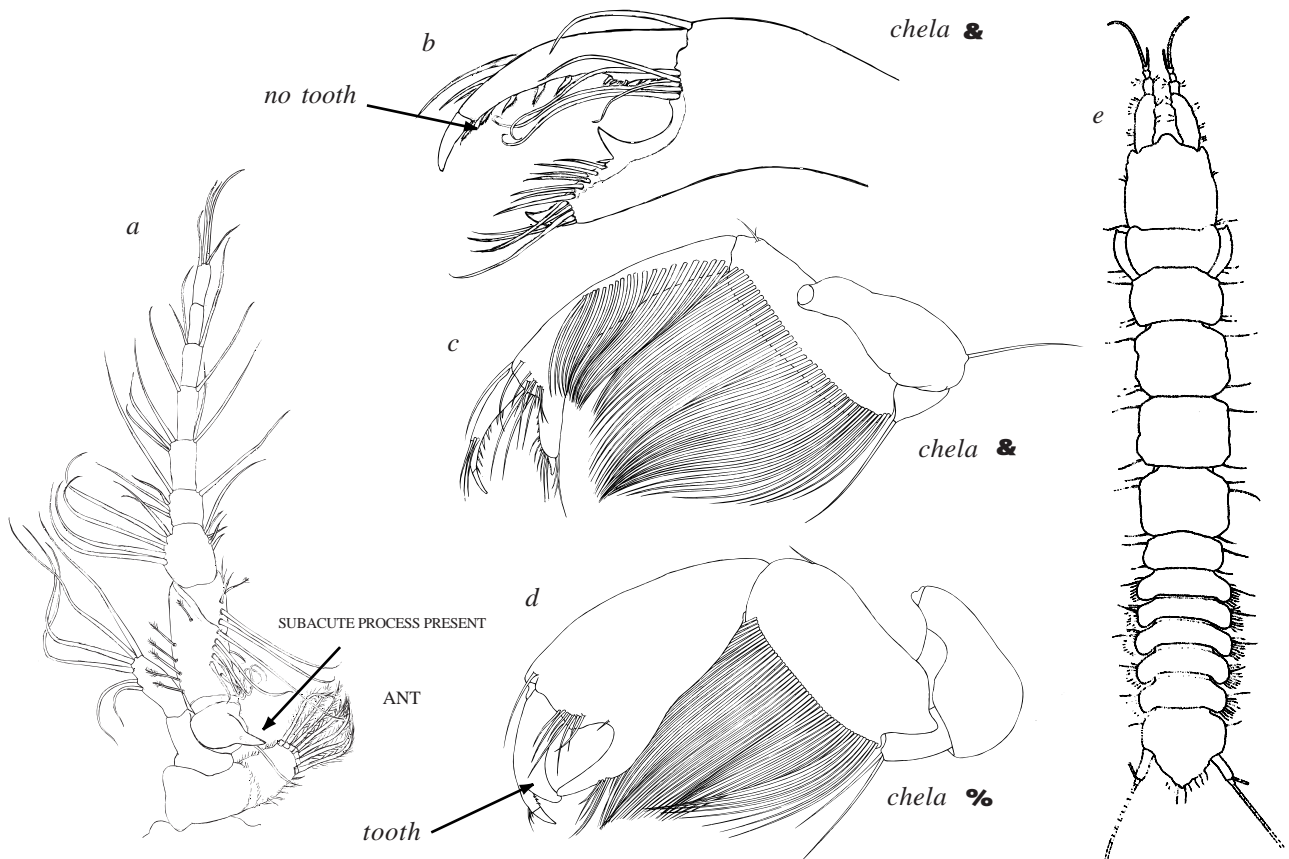 b
chela &
no tooth
e
a
c
chela &
d
SUBACUTE PROCESS PRESENT
ANT
chela %
tooth